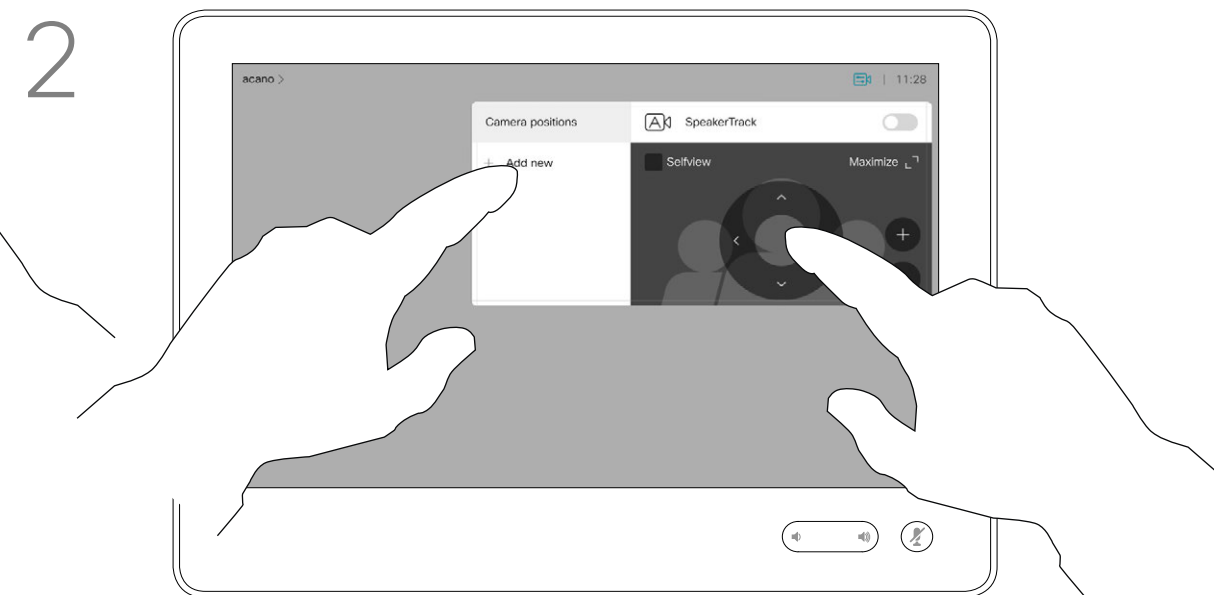 2
acano >
11:28
Camera positions
SpeakerTrack
+ Add new
Selfview
Maximize